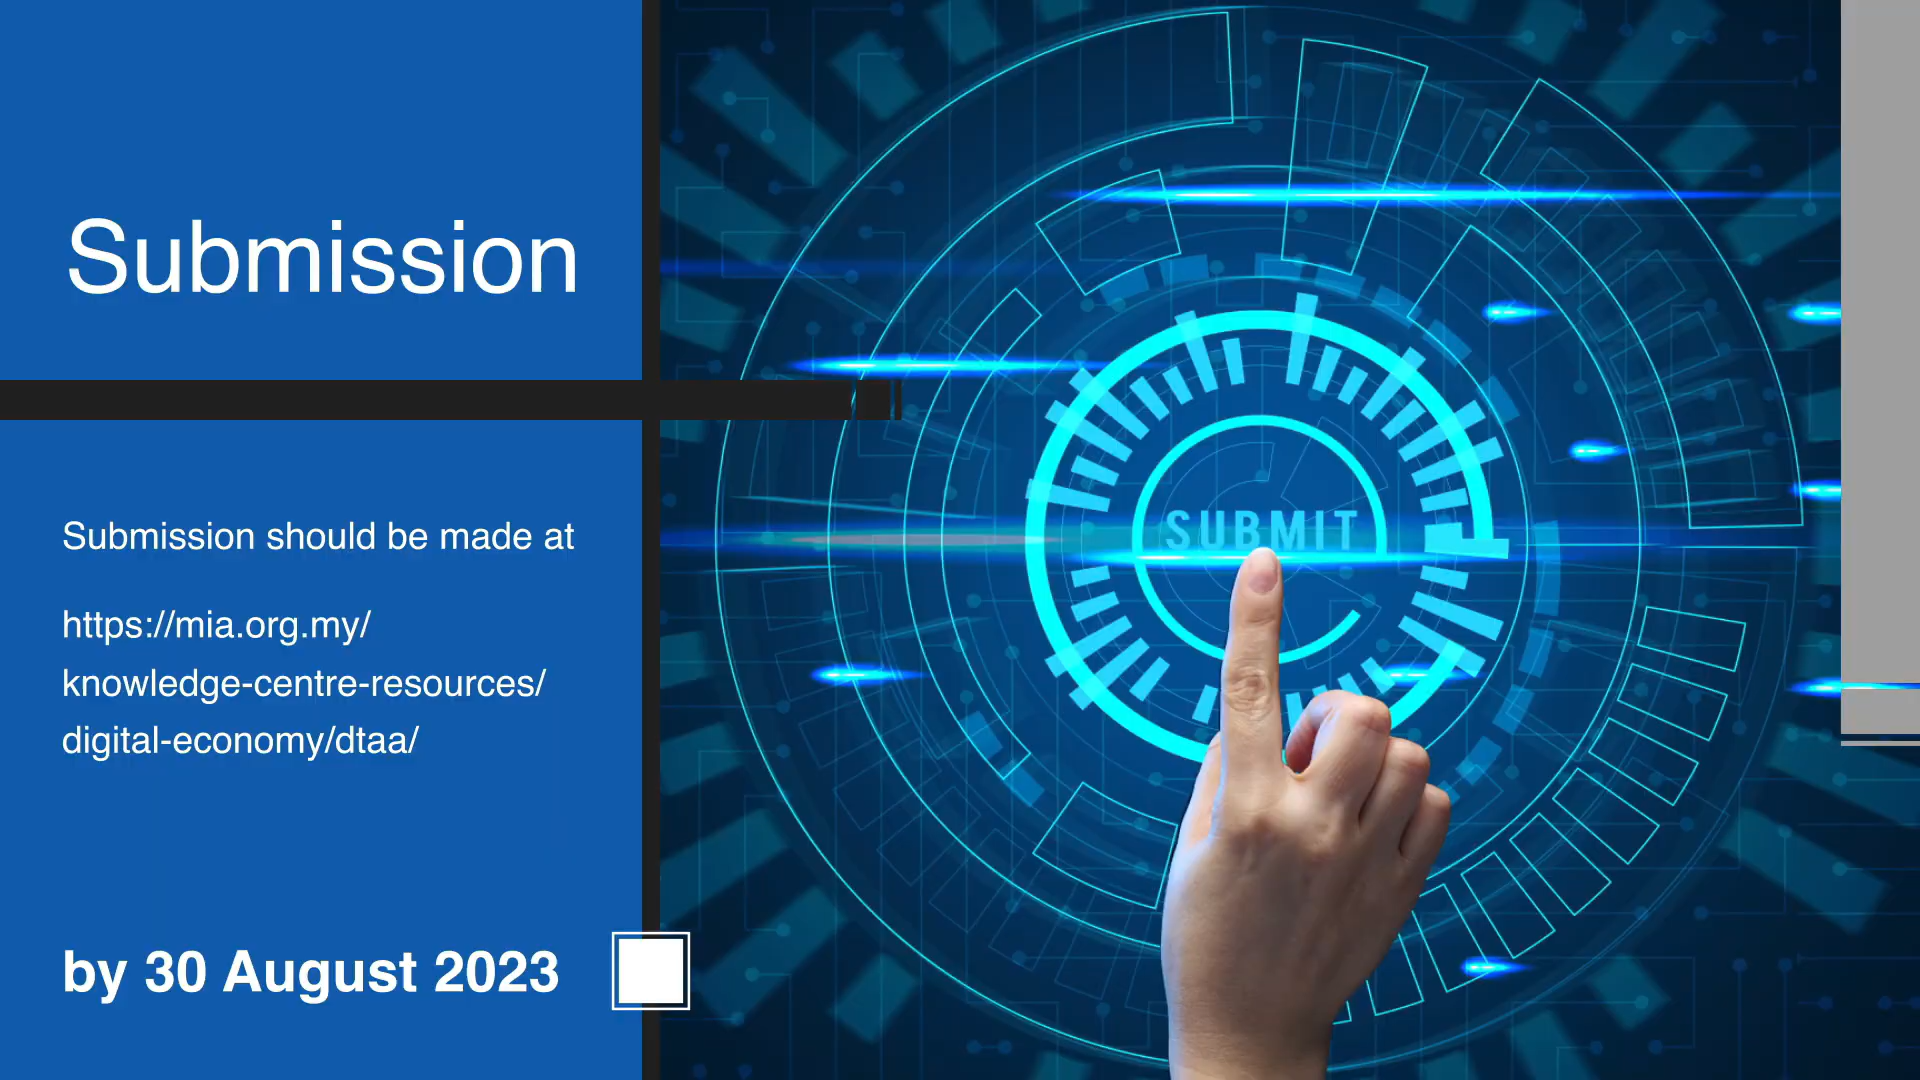 Submission
Submission should be made at
https://mia.org.my/
knowledge-centre-resources/
digital-economy/dtaa/
by 30 August 2023
SUBMIT